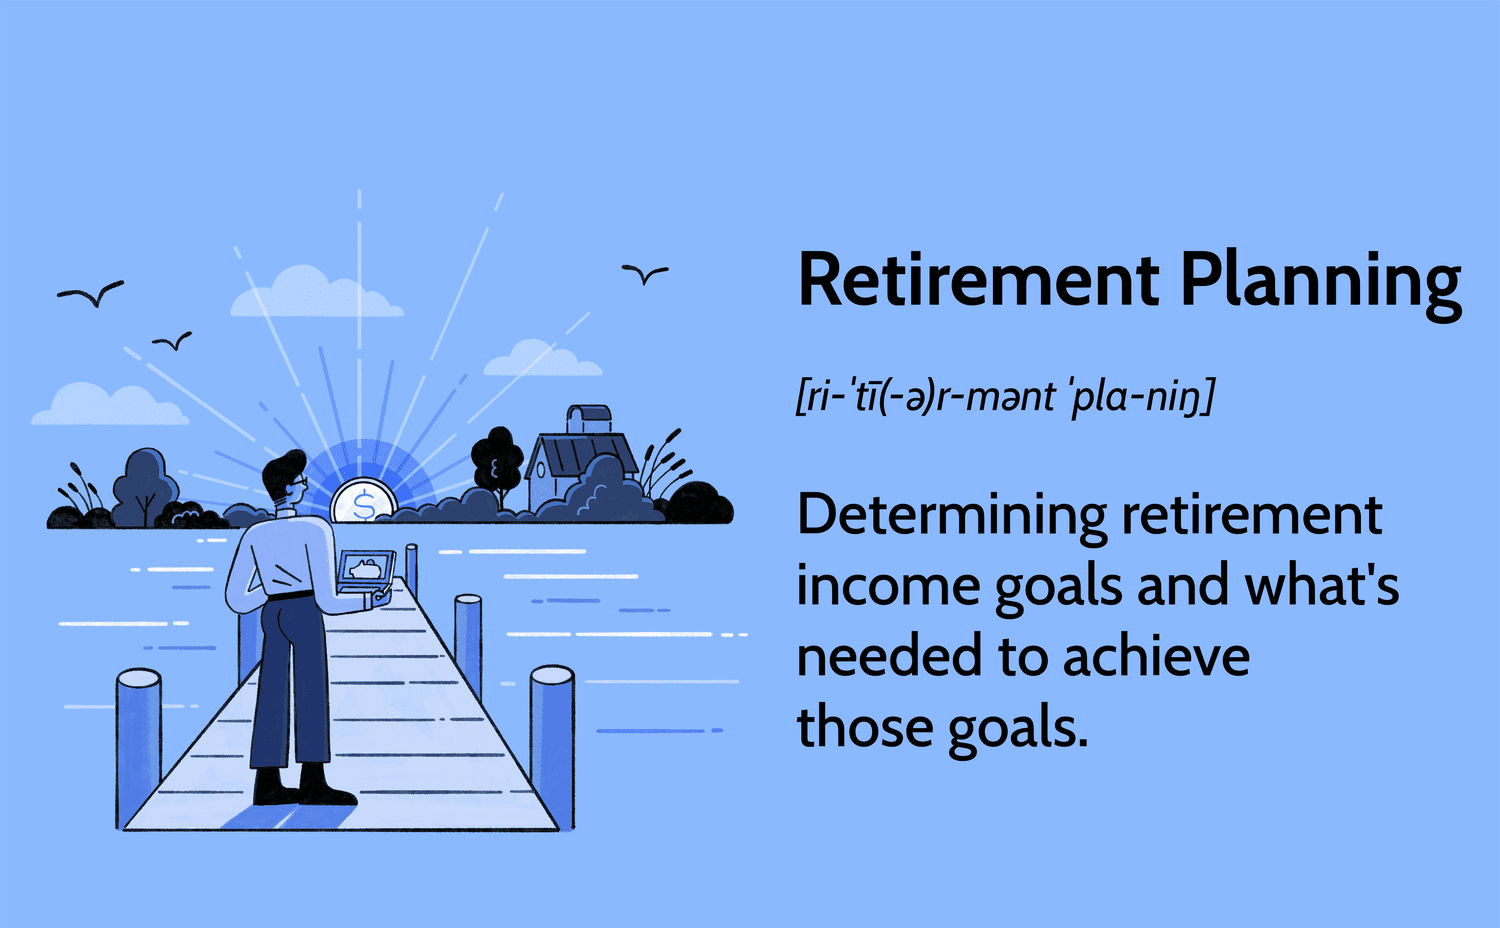 $
Retirement Planning
[ri-ˈtī(-ə)r-mənt ˈpla-niŋ]
Determining retirement
income goals and what's
needed to achieve
those goals.